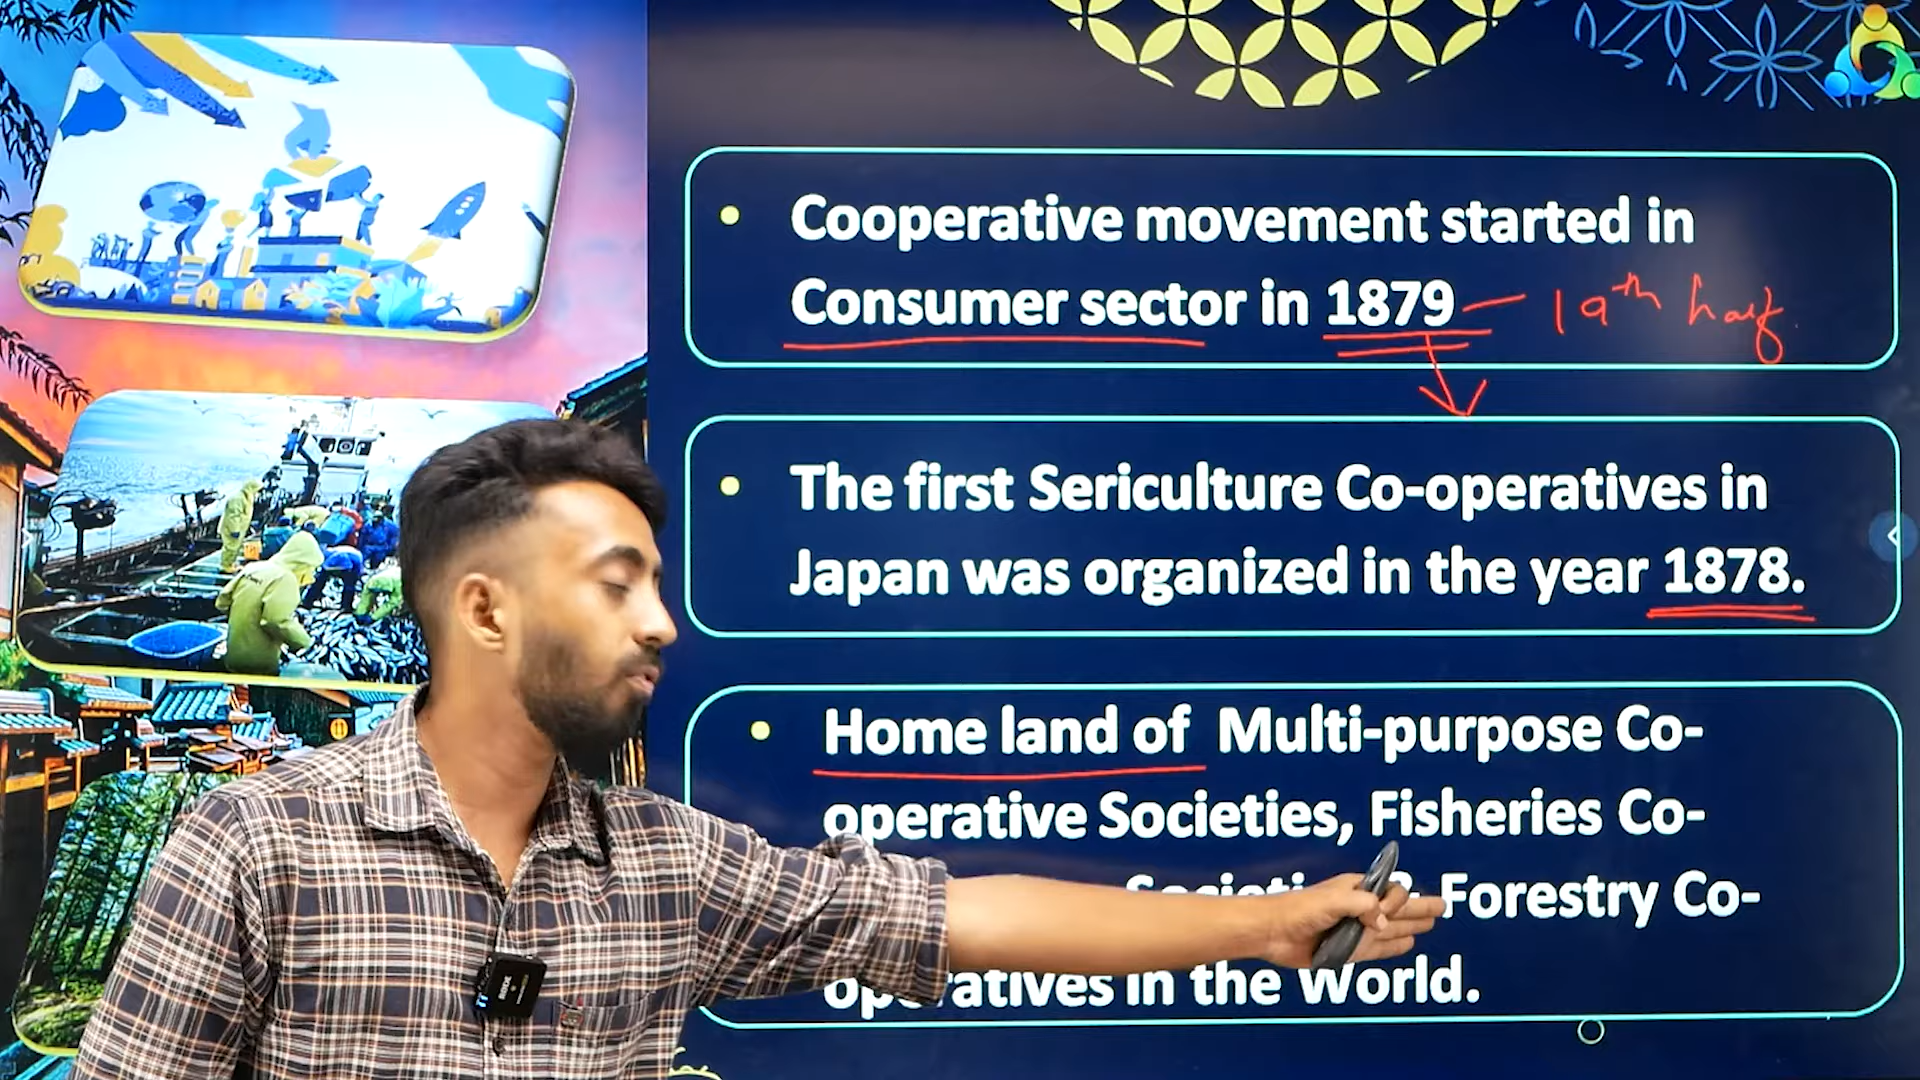 Cooperative movement started in
Consumer sector in 1879 – 19th half
The first Sericulture Co-operatives in
Japan was organized in the year 1878.
Home land of Multi-purpose Co-
operative Societies, Fisheries Co-
Forestry Co-
in the World.
RODE